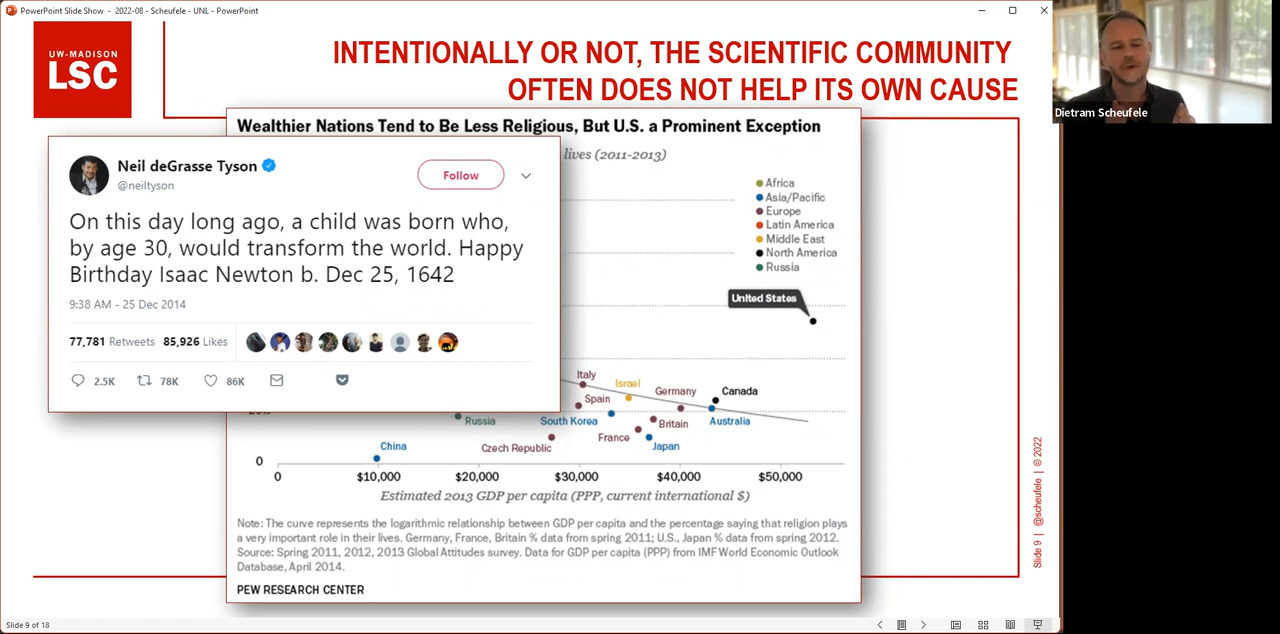 PowerPoint Slide Show - 2022-08 - Scheufele - UNL - PowerPoint
UW-MADISON
LSC
INTENTIONALLY OR NOT, THE SCIENTIFIC COMMUNITY
OFTEN DOES NOT HELP ITS OWN CAUSE
Dietram Scheufele
Wealthier Nations Tend to Be Less Religious, But U.S. a Prominent Exception
lives (2011-2013)
Neil deGrasse Tyson
@neiltyson
Follow
On this day long ago, a child was born who,
by age 30, would transform the world. Happy
Birthday Isaac Newton b. Dec 25, 1642
9:38 AM - 25 Dec 2014
77,781 Retweets 85,926 Likes
2.5K 78K 86K
Africa
Asia/Pacific
Europe
Latin America
Middle East
North America
Russia
United States
Italy
Israel
Spain
Germany
Canada
Russia
South Korea
Britain
Australia
France
Czech Republic
Japan
China
0
0 $10,000 $20,000 $30,000 $40,000 $50,000
Estimated 2013 GDP per capita (PPP, current international $)
Note: The curve represents the logarithmic relationship between GDP per capita and the percentage saying that religion plays
a very important role in their lives. Germany, France, Britain % data from spring 2011; U.S., Japan % data from spring 2012.
Source: Spring 2011, 2012, 2013 Global Attitudes survey. Data for GDP per capita (PPP) from IMF World Economic Outlook
Database, April 2014.
PEW RESEARCH CENTER
Slide 9 | @scheufele | © 2022
Slide 9 of 18